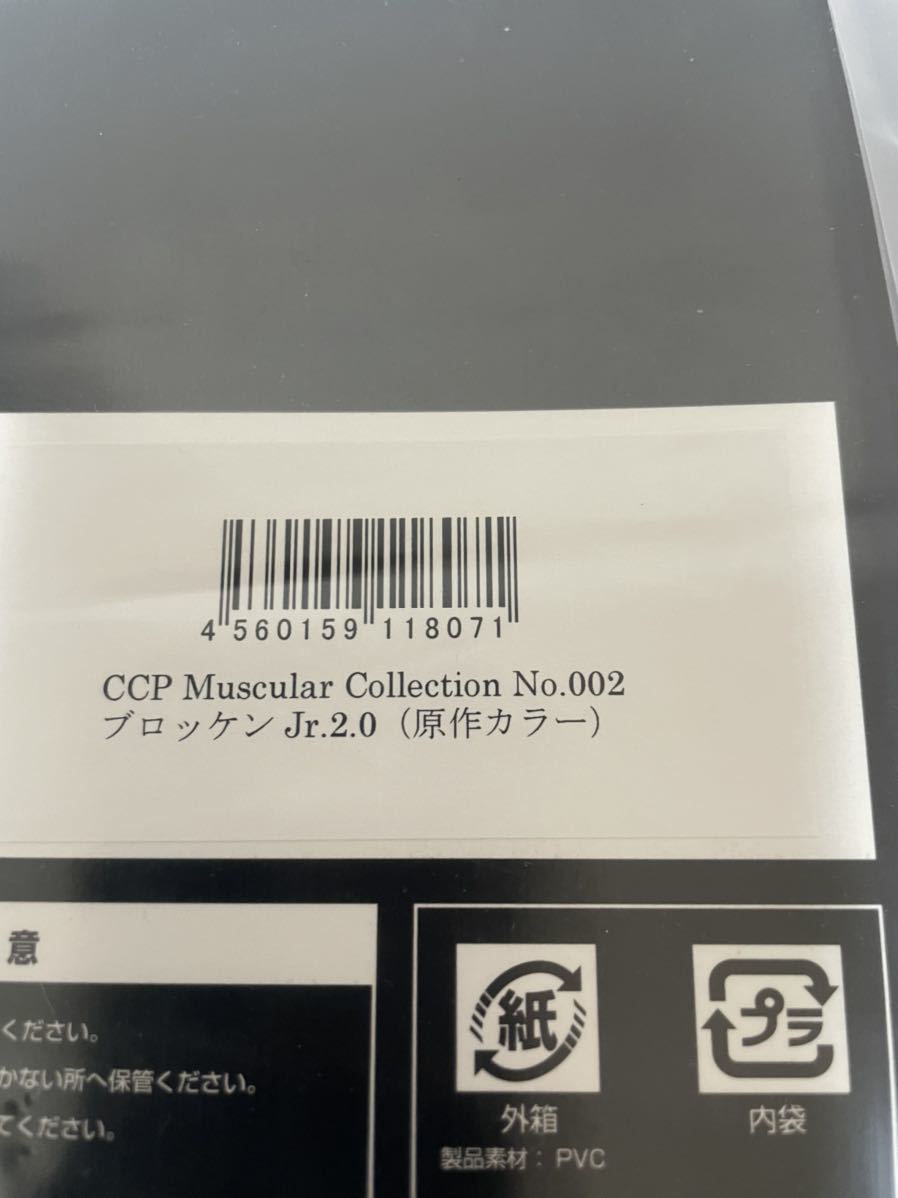 4 560159 118071
CCP Muscular Collection No.002
ブロッケン Jr.2.0（原作カラー）
意
ください。
かない所へ保管ください。
てください。
紙
外箱
プラ
内袋
製品素材：PVC